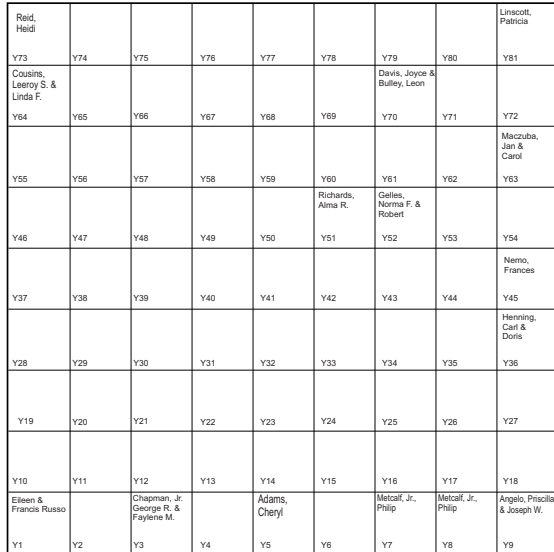 Reid,
Heidi
Linscott,
Patricia
Y73 Y74 Y75 Y76 Y77 Y78 Y79 Y80 Y81
Cousins,
Leeroy S. &
Linda F.
Davis, Joyce &
Bulley, Leon
Y64 Y65 Y66 Y67 Y68 Y69 Y70 Y71 Y72
Maczuba,
Jan &
Carol
Y55 Y56 Y57 Y58 Y59 Y60 Y61 Y62 Y63
Richards,
Alma R.
Gelles,
Norma F. &
Robert
Y46 Y47 Y48 Y49 Y50 Y51 Y52 Y53 Y54
Nemo,
Frances
Y37 Y38 Y39 Y40 Y41 Y42 Y43 Y44 Y45
Henning,
Carl &
Doris
Y28 Y29 Y30 Y31 Y32 Y33 Y34 Y35 Y36
Y19 Y20 Y21 Y22 Y23 Y24 Y25 Y26 Y27
Y10 Y11 Y12 Y13 Y14 Y15 Y16 Y17 Y18
Eileen &
Francis Russo
Chapman, Jr.
George R. &
Faylene M.
Adams,
Cheryl
Metcalf, Jr.,
Philip
Metcalf, Jr.,
Philip
Angelo, Priscilla
& Joseph W.
Y1 Y2 Y3 Y4 Y5 Y6 Y7 Y8 Y9